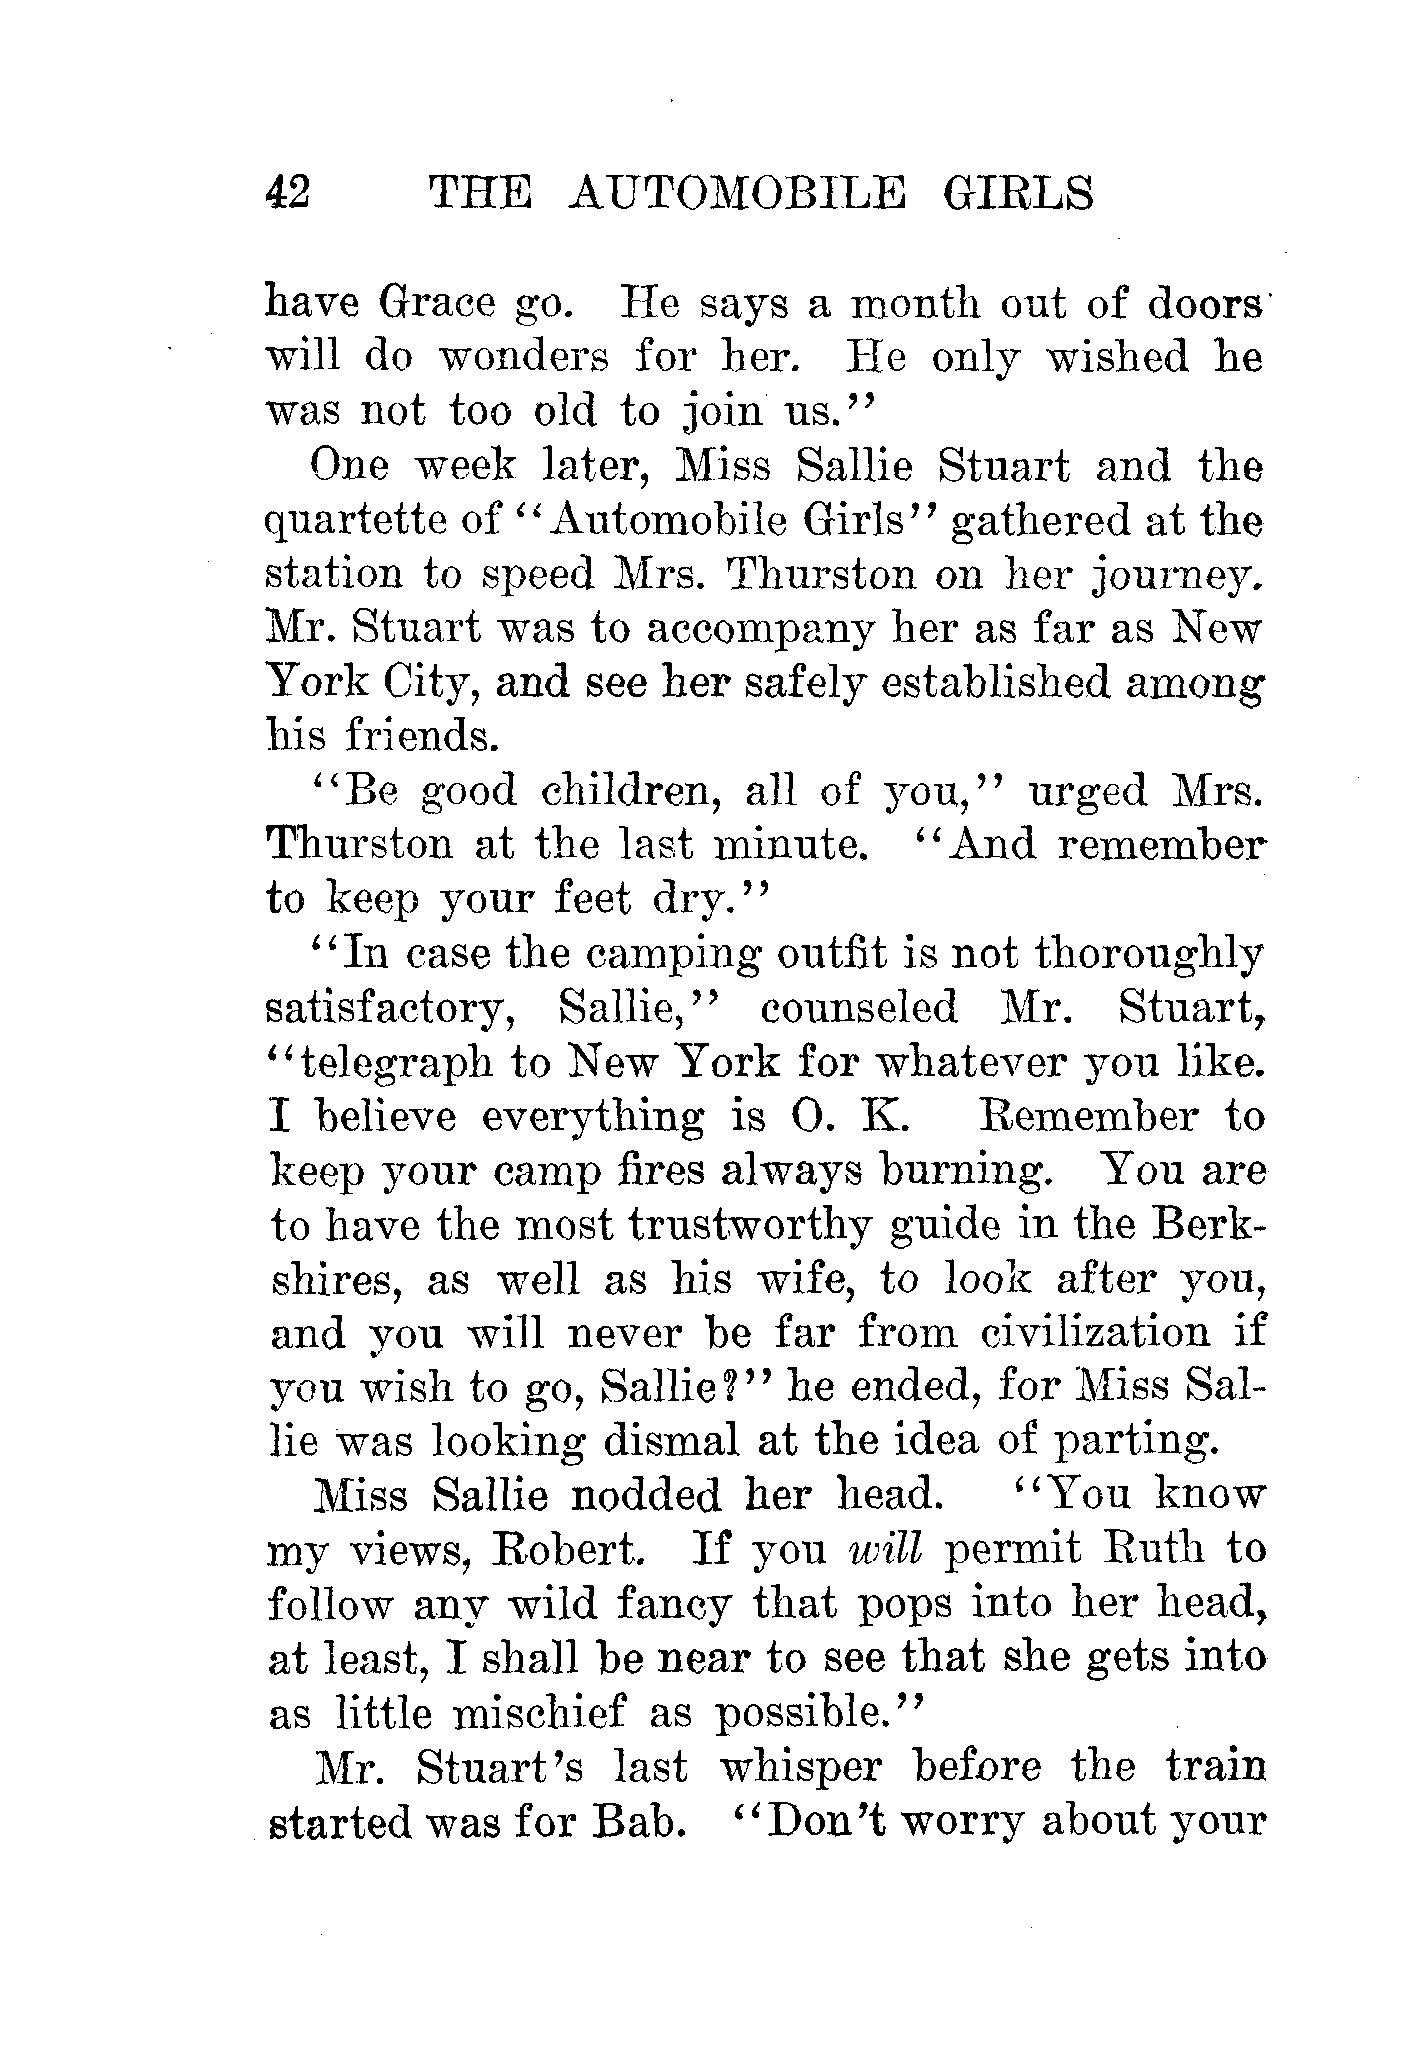 42 THE AUTOMOBILE GIRLS
have Grace go. He says a month out of doors
will do wonders for her. He only wished he
was not too old to join us."
One week later, Miss Sallie Stuart and the
quartette of "Automobile Girls" gathered at the
station to speed Mrs. Thurston on her journey.
Mr. Stuart was to accompany her as far as New
York City, and see her safely established among
his friends.
"Be good children, all of you," urged Mrs.
Thurston at the last minute. "And remember
to keep your feet dry."
"In case the camping outfit is not thoroughly
satisfactory, Sallie," counseled Mr. Stuart,
"telegraph to New York for whatever you like.
I believe everything is O. K. Remember to
keep your camp fires always burning. You are
to have the most trustworthy guide in the Berk-
shires, as well as his wife, to look after you,
and you will never be far from civilization if
you wish to go, Sallie?" he ended, for Miss Sal-
lie was looking dismal at the idea of parting.
Miss Sallie nodded her head. "You know
my views, Robert. If you will permit Ruth to
follow any wild fancy that pops into her head,
at least, I shall be near to see that she gets into
as little mischief as possible."
Mr. Stuart's last whisper before the train
started was for Bab. "Don't worry about your